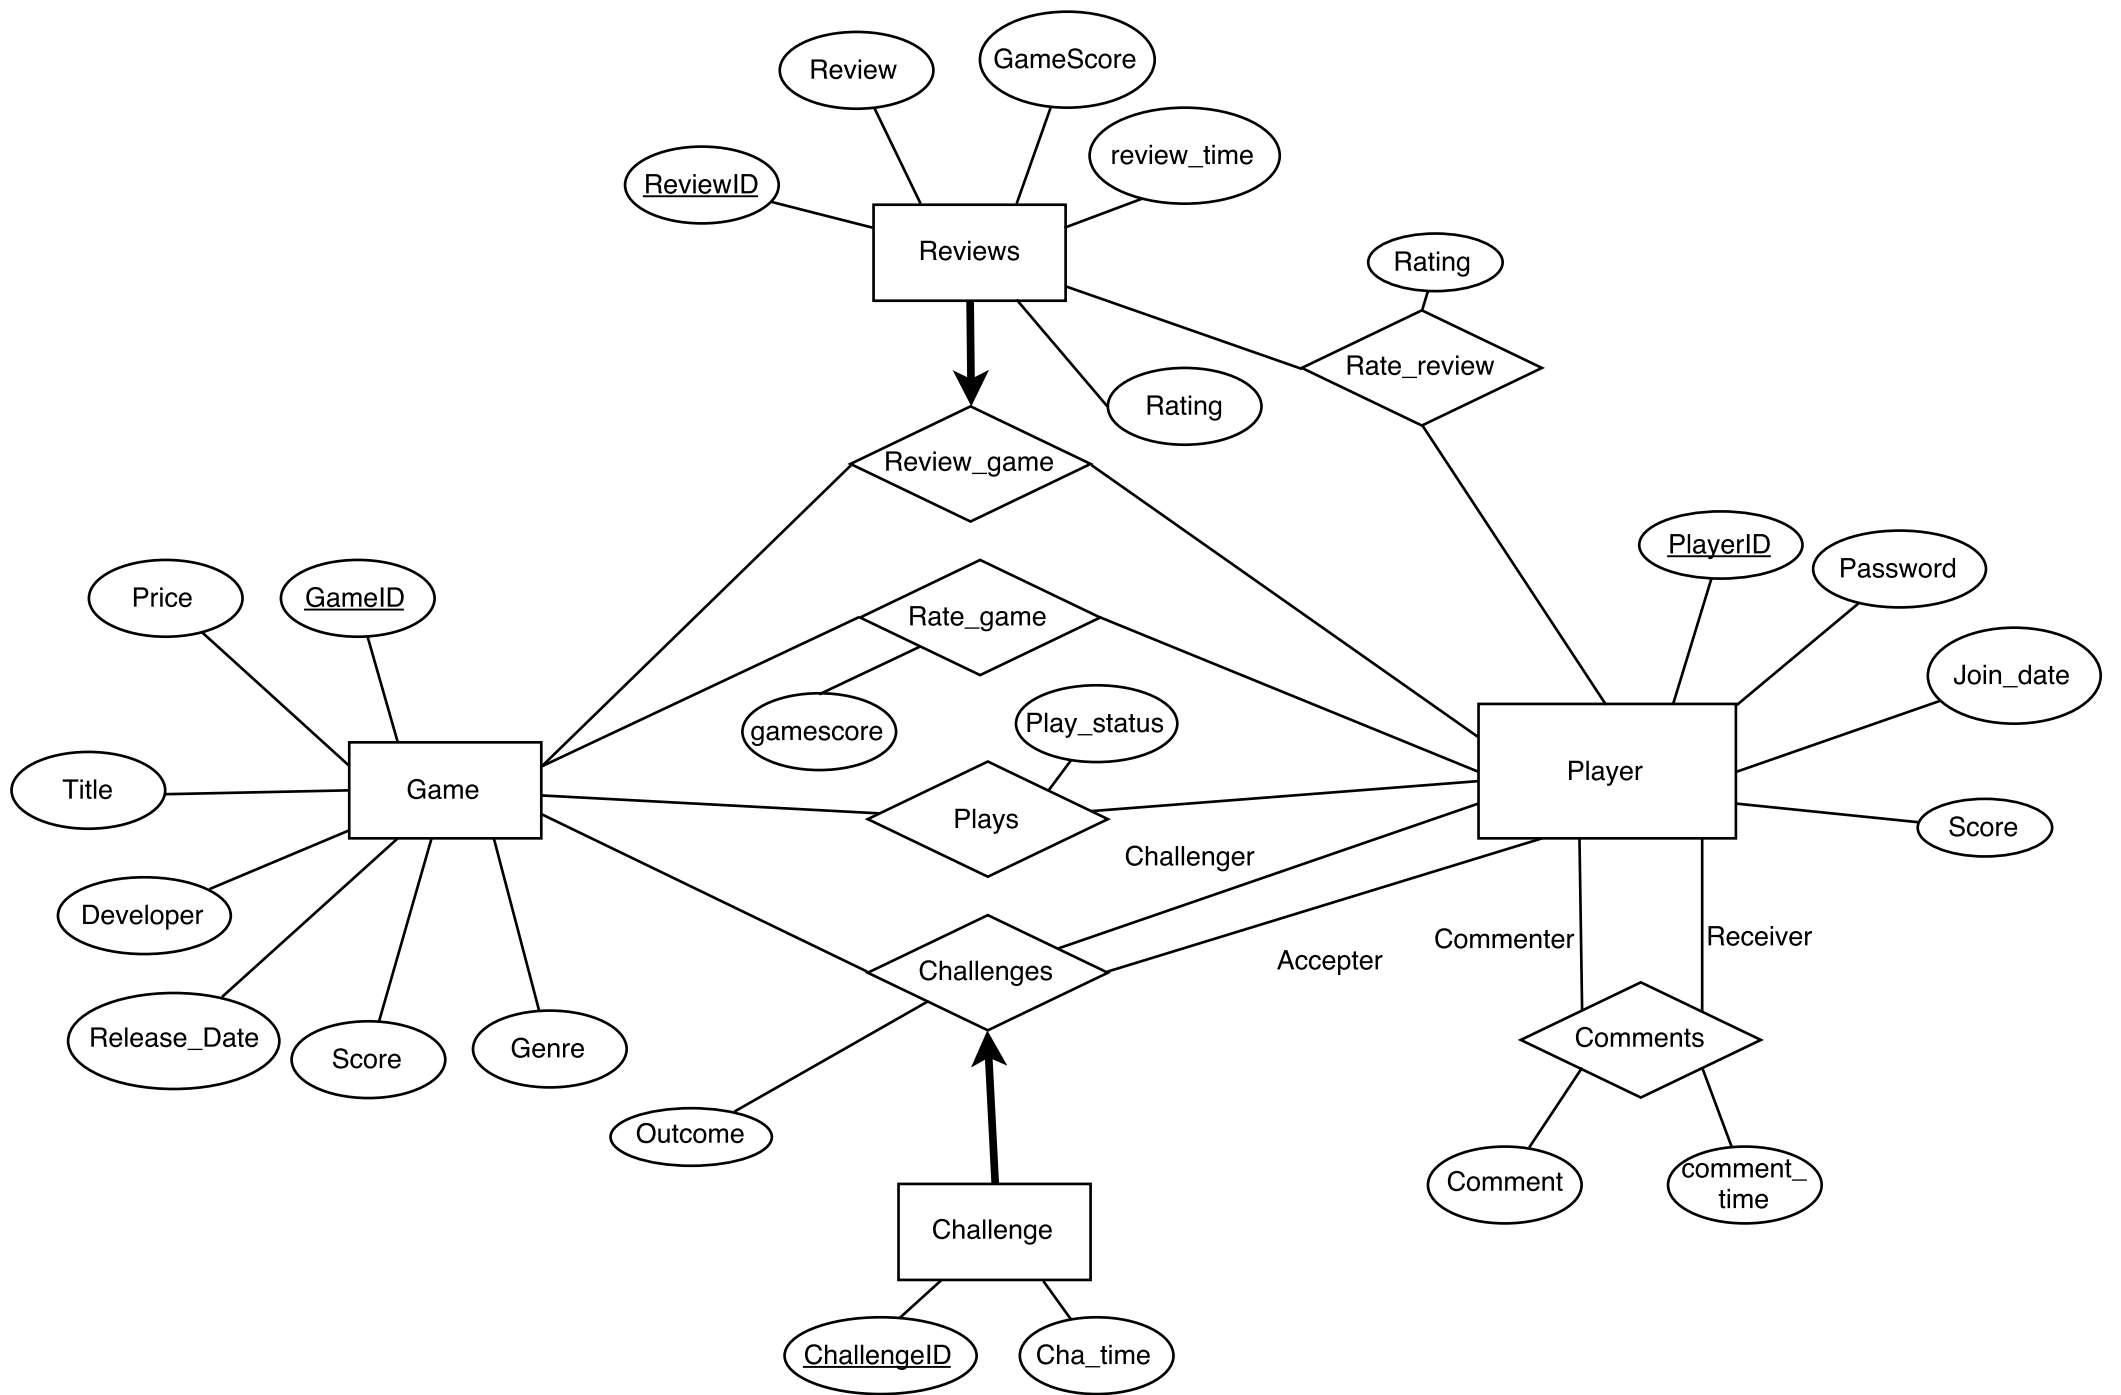 Review
GameScore
review_time
ReviewID
Reviews
Rating
Rate_review
Rating
Review_game
PlayerID
Password
Price
GameID
Rate_game
Join_date
gamescore
Play_status
Player
Title
Game
Plays
Score
Challenger
Developer
Commenter
Receiver
Accepter
Challenges
Release_Date
Score
Genre
Comments
Outcome
Comment
comment_
time
Challenge
ChallengeID
Cha_time